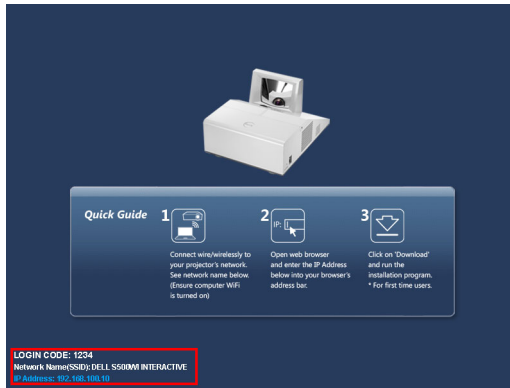 Quick Guide
1
Connect wire/wirelessly to
your projector's network.
See network name below.
(Ensure computer WiFi
is turned on)
2
IP:
Open web browser
and enter the IP Address
below into your browser's
address bar.
3
Click on 'Download'
and run the
installation program.
* For first time users.
LOGIN CODE: 1234
Network Name(SSID): DELL S500WI INTERACTIVE
IP Address: 192.168.100.10